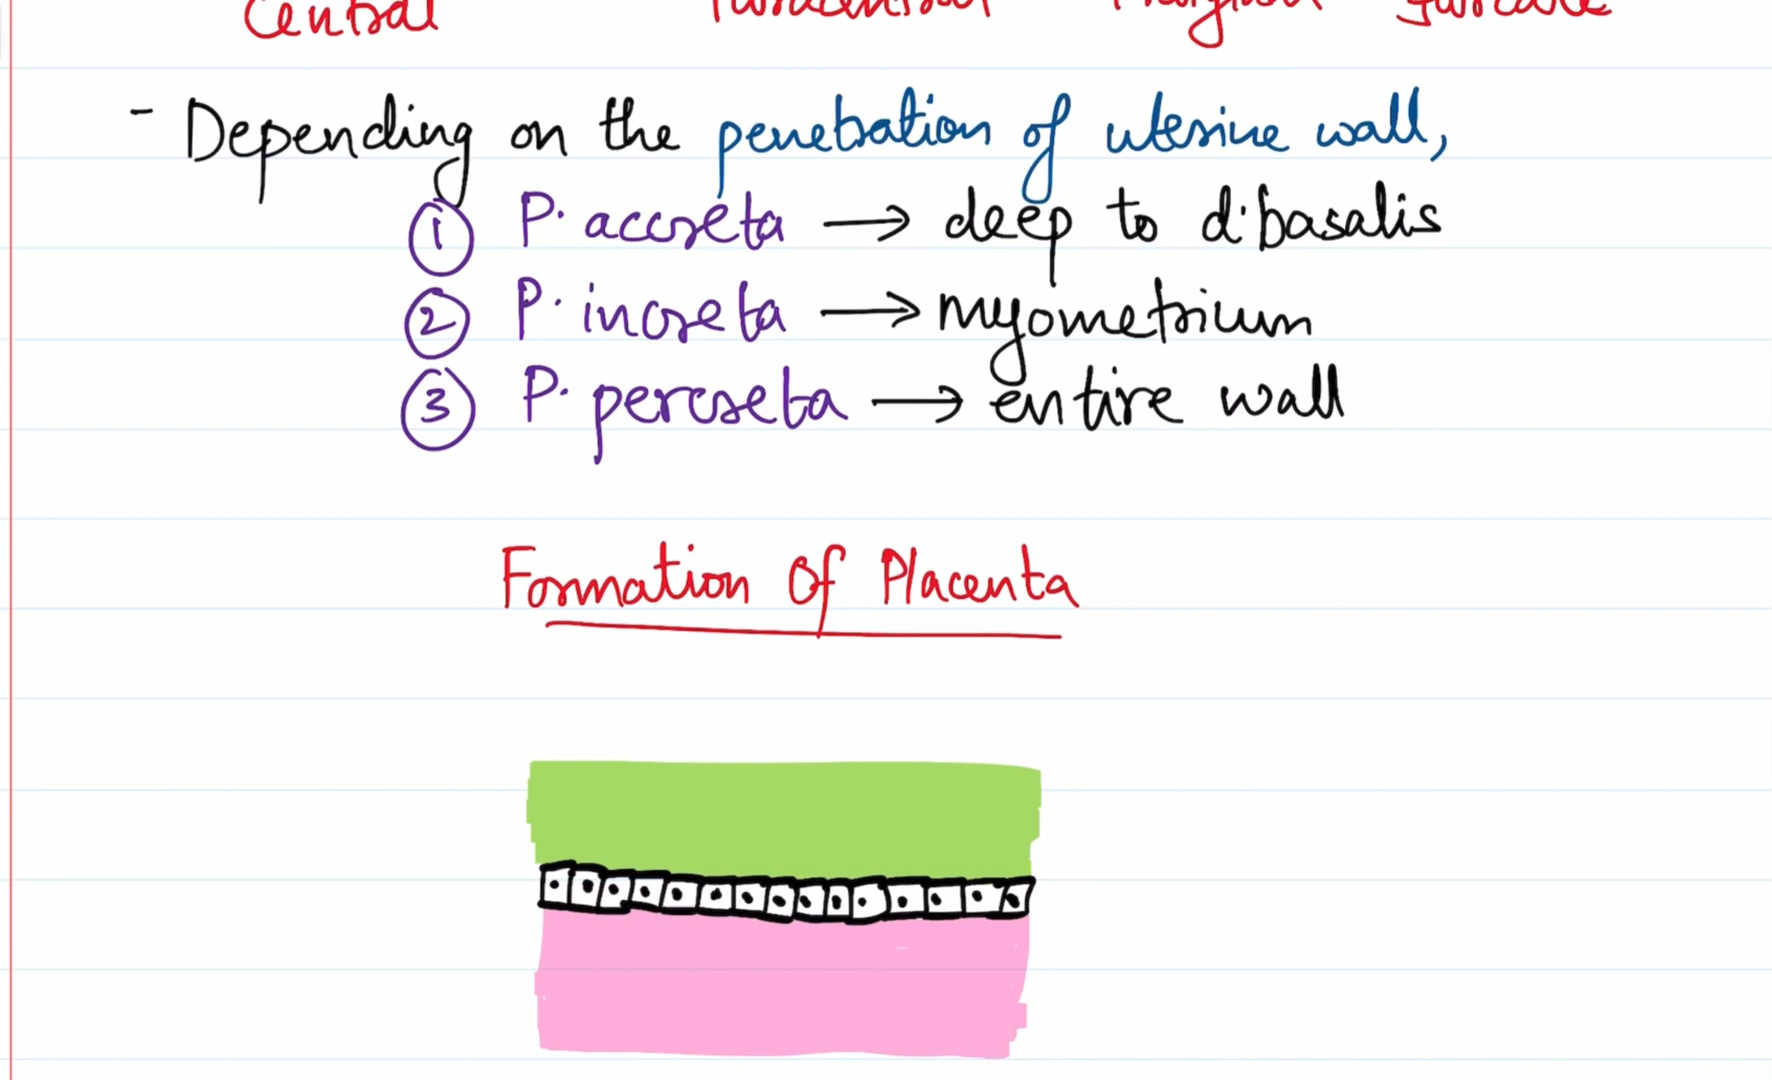 Central
- Depending on the penetration of uterine wall,
① P. accreta → deep to d. basalis
② P. increta → myometrium
③ P. percreta → entire wall
Formation Of Placenta